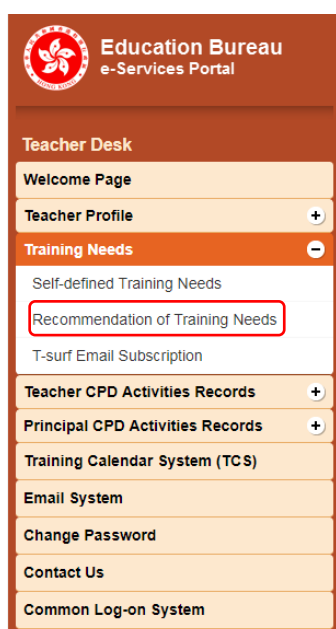 Education Bureau
e-Services Portal
HONG KONG
Teacher Desk
Welcome Page
Teacher Profile
Training Needs
Self-defined Training Needs
Recommendation of Training Needs
T-surf Email Subscription
Teacher CPD Activities Records
Principal CPD Activities Records
Training Calendar System (TCS)
Email System
Change Password
Contact Us
Common Log-on System